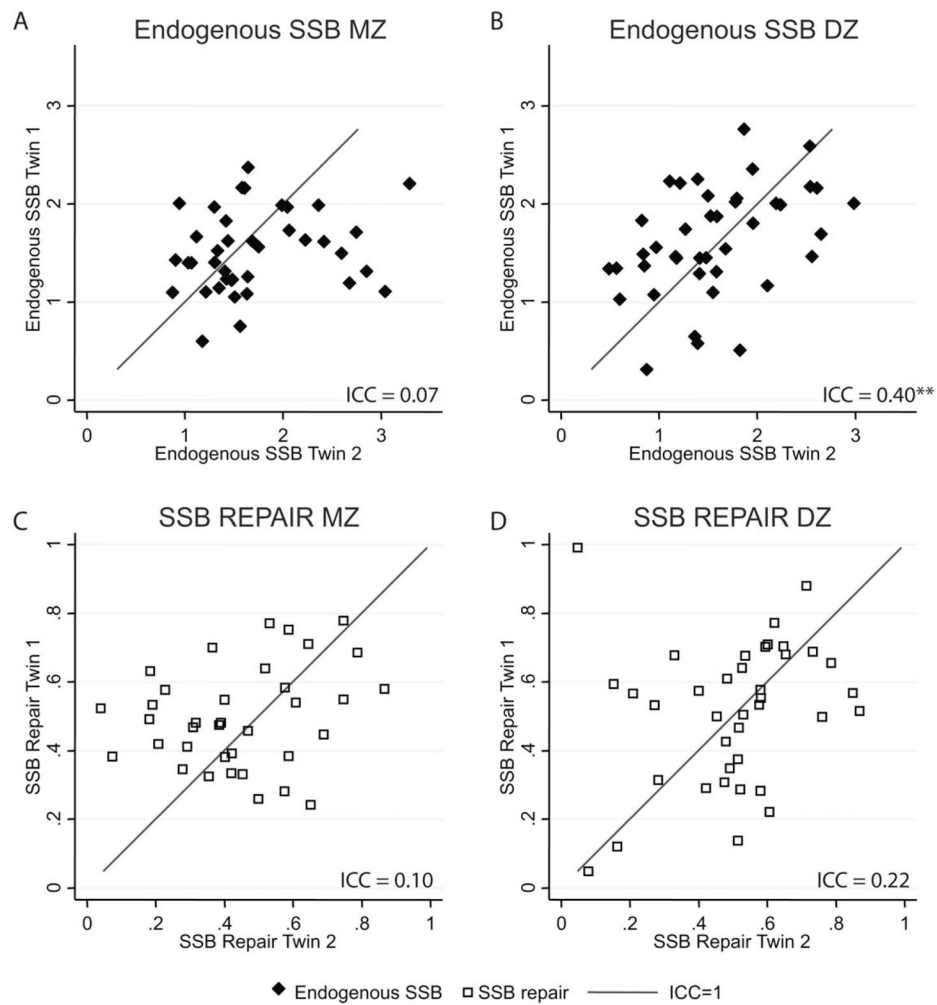 A
Endogenous SSB MZ
Endogenous SSB Twin 1
3
2
1
0
ICC = 0.07
0 1 2 3
Endogenous SSB Twin 2
B
Endogenous SSB DZ
Endogenous SSB Twin 1
3
2
1
0
ICC = 0.40**
0 1 2 3
Endogenous SSB Twin 2
C
SSB REPAIR MZ
SSB Repair Twin 1
1
.8
.6
.4
.2
0
ICC = 0.10
0 .2 .4 .6 .8 1
SSB Repair Twin 2
D
SSB REPAIR DZ
SSB Repair Twin 1
1
.8
.6
.4
.2
0
ICC = 0.22
0 .2 .4 .6 .8 1
SSB Repair Twin 2
Endogenous SSB SSB repair ICC=1